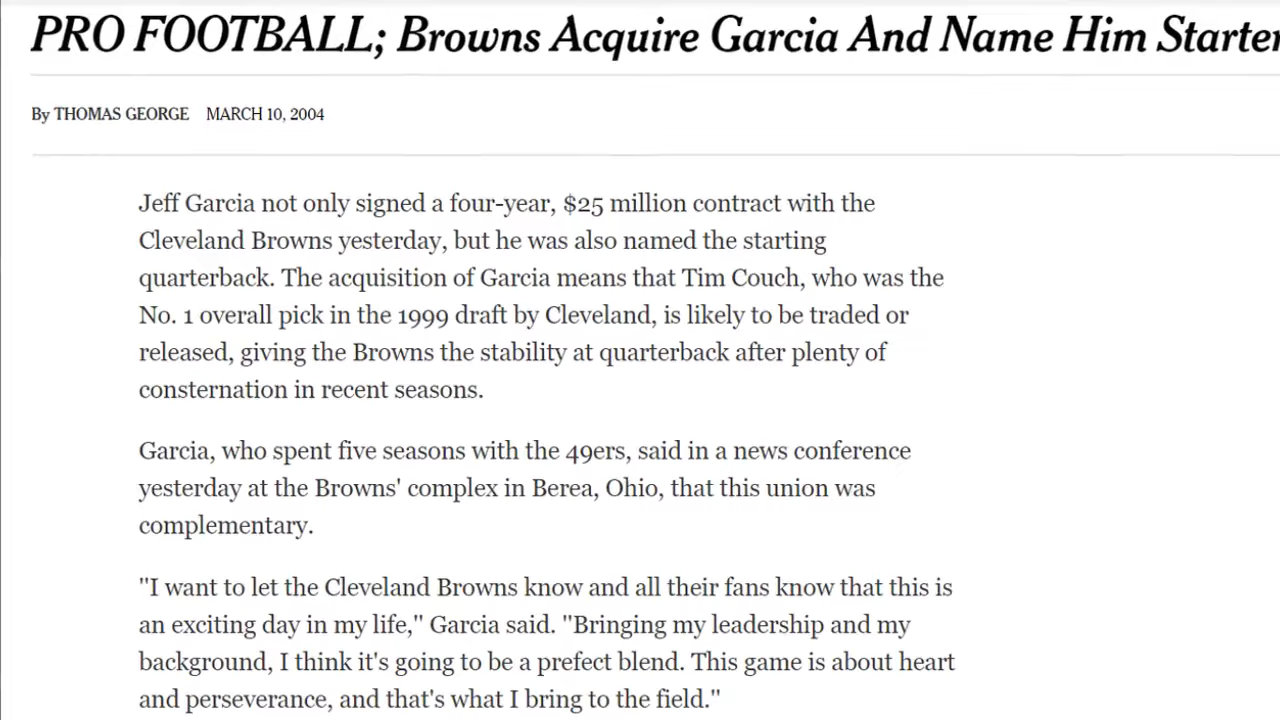 PRO FOOTBALL; Browns Acquire Garcia And Name Him Starter
By THOMAS GEORGE MARCH 10, 2004
Jeff Garcia not only signed a four-year, $25 million contract with the
Cleveland Browns yesterday, but he was also named the starting
quarterback. The acquisition of Garcia means that Tim Couch, who was the
No. 1 overall pick in the 1999 draft by Cleveland, is likely to be traded or
released, giving the Browns the stability at quarterback after plenty of
consternation in recent seasons.
Garcia, who spent five seasons with the 49ers, said in a news conference
yesterday at the Browns' complex in Berea, Ohio, that this union was
complementary.
"I want to let the Cleveland Browns know and all their fans know that this is
an exciting day in my life," Garcia said. "Bringing my leadership and my
background, I think it's going to be a prefect blend. This game is about heart
and perseverance, and that's what I bring to the field."